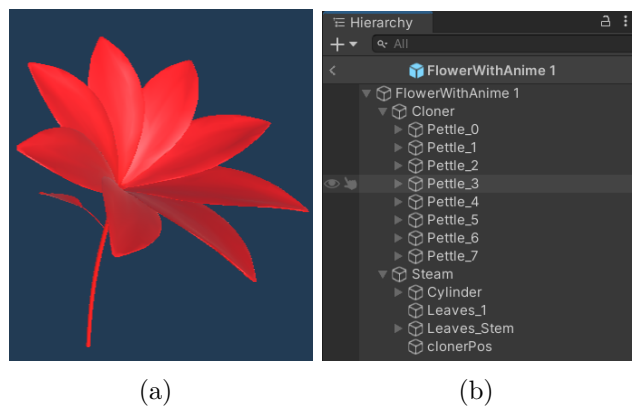 Hierarchy
All
FlowerWithAnime 1
FlowerWithAnime 1
Cloner
Pettle_0
Pettle_1
Pettle_2
Pettle_3
Pettle_4
Pettle_5
Pettle_6
Pettle_7
Steam
Cylinder
Leaves_1
Leaves_Stem
clonerPos
(a)
(b)